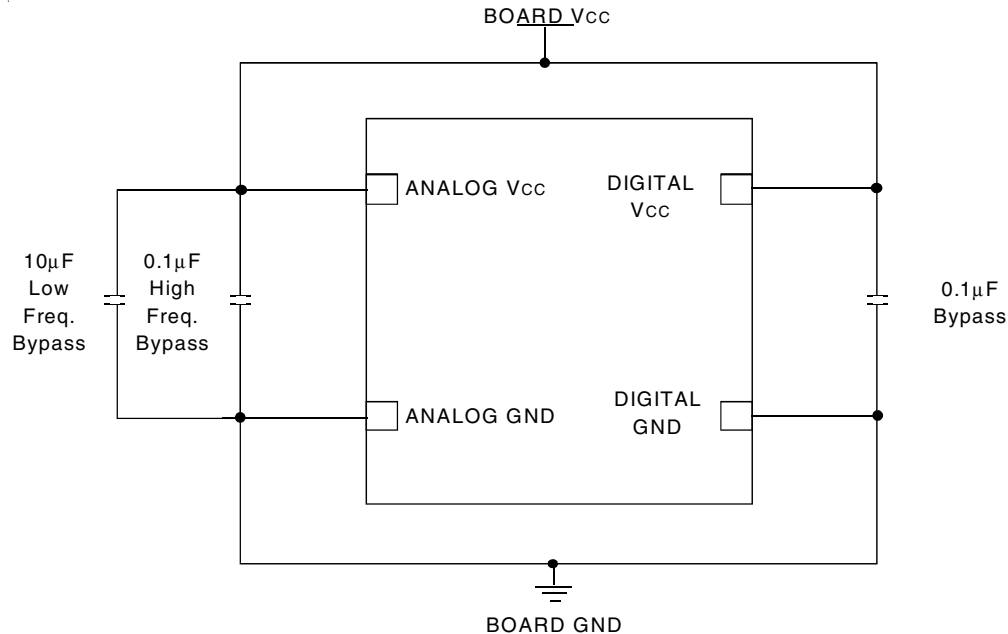 BOARD VCC
ANALOG VCC
DIGITAL
VCC
10μF
Low
Freq.
Bypass
0.1μF
High
Freq.
Bypass
0.1μF
Bypass
ANALOG GND
DIGITAL
GND
BOARD GND